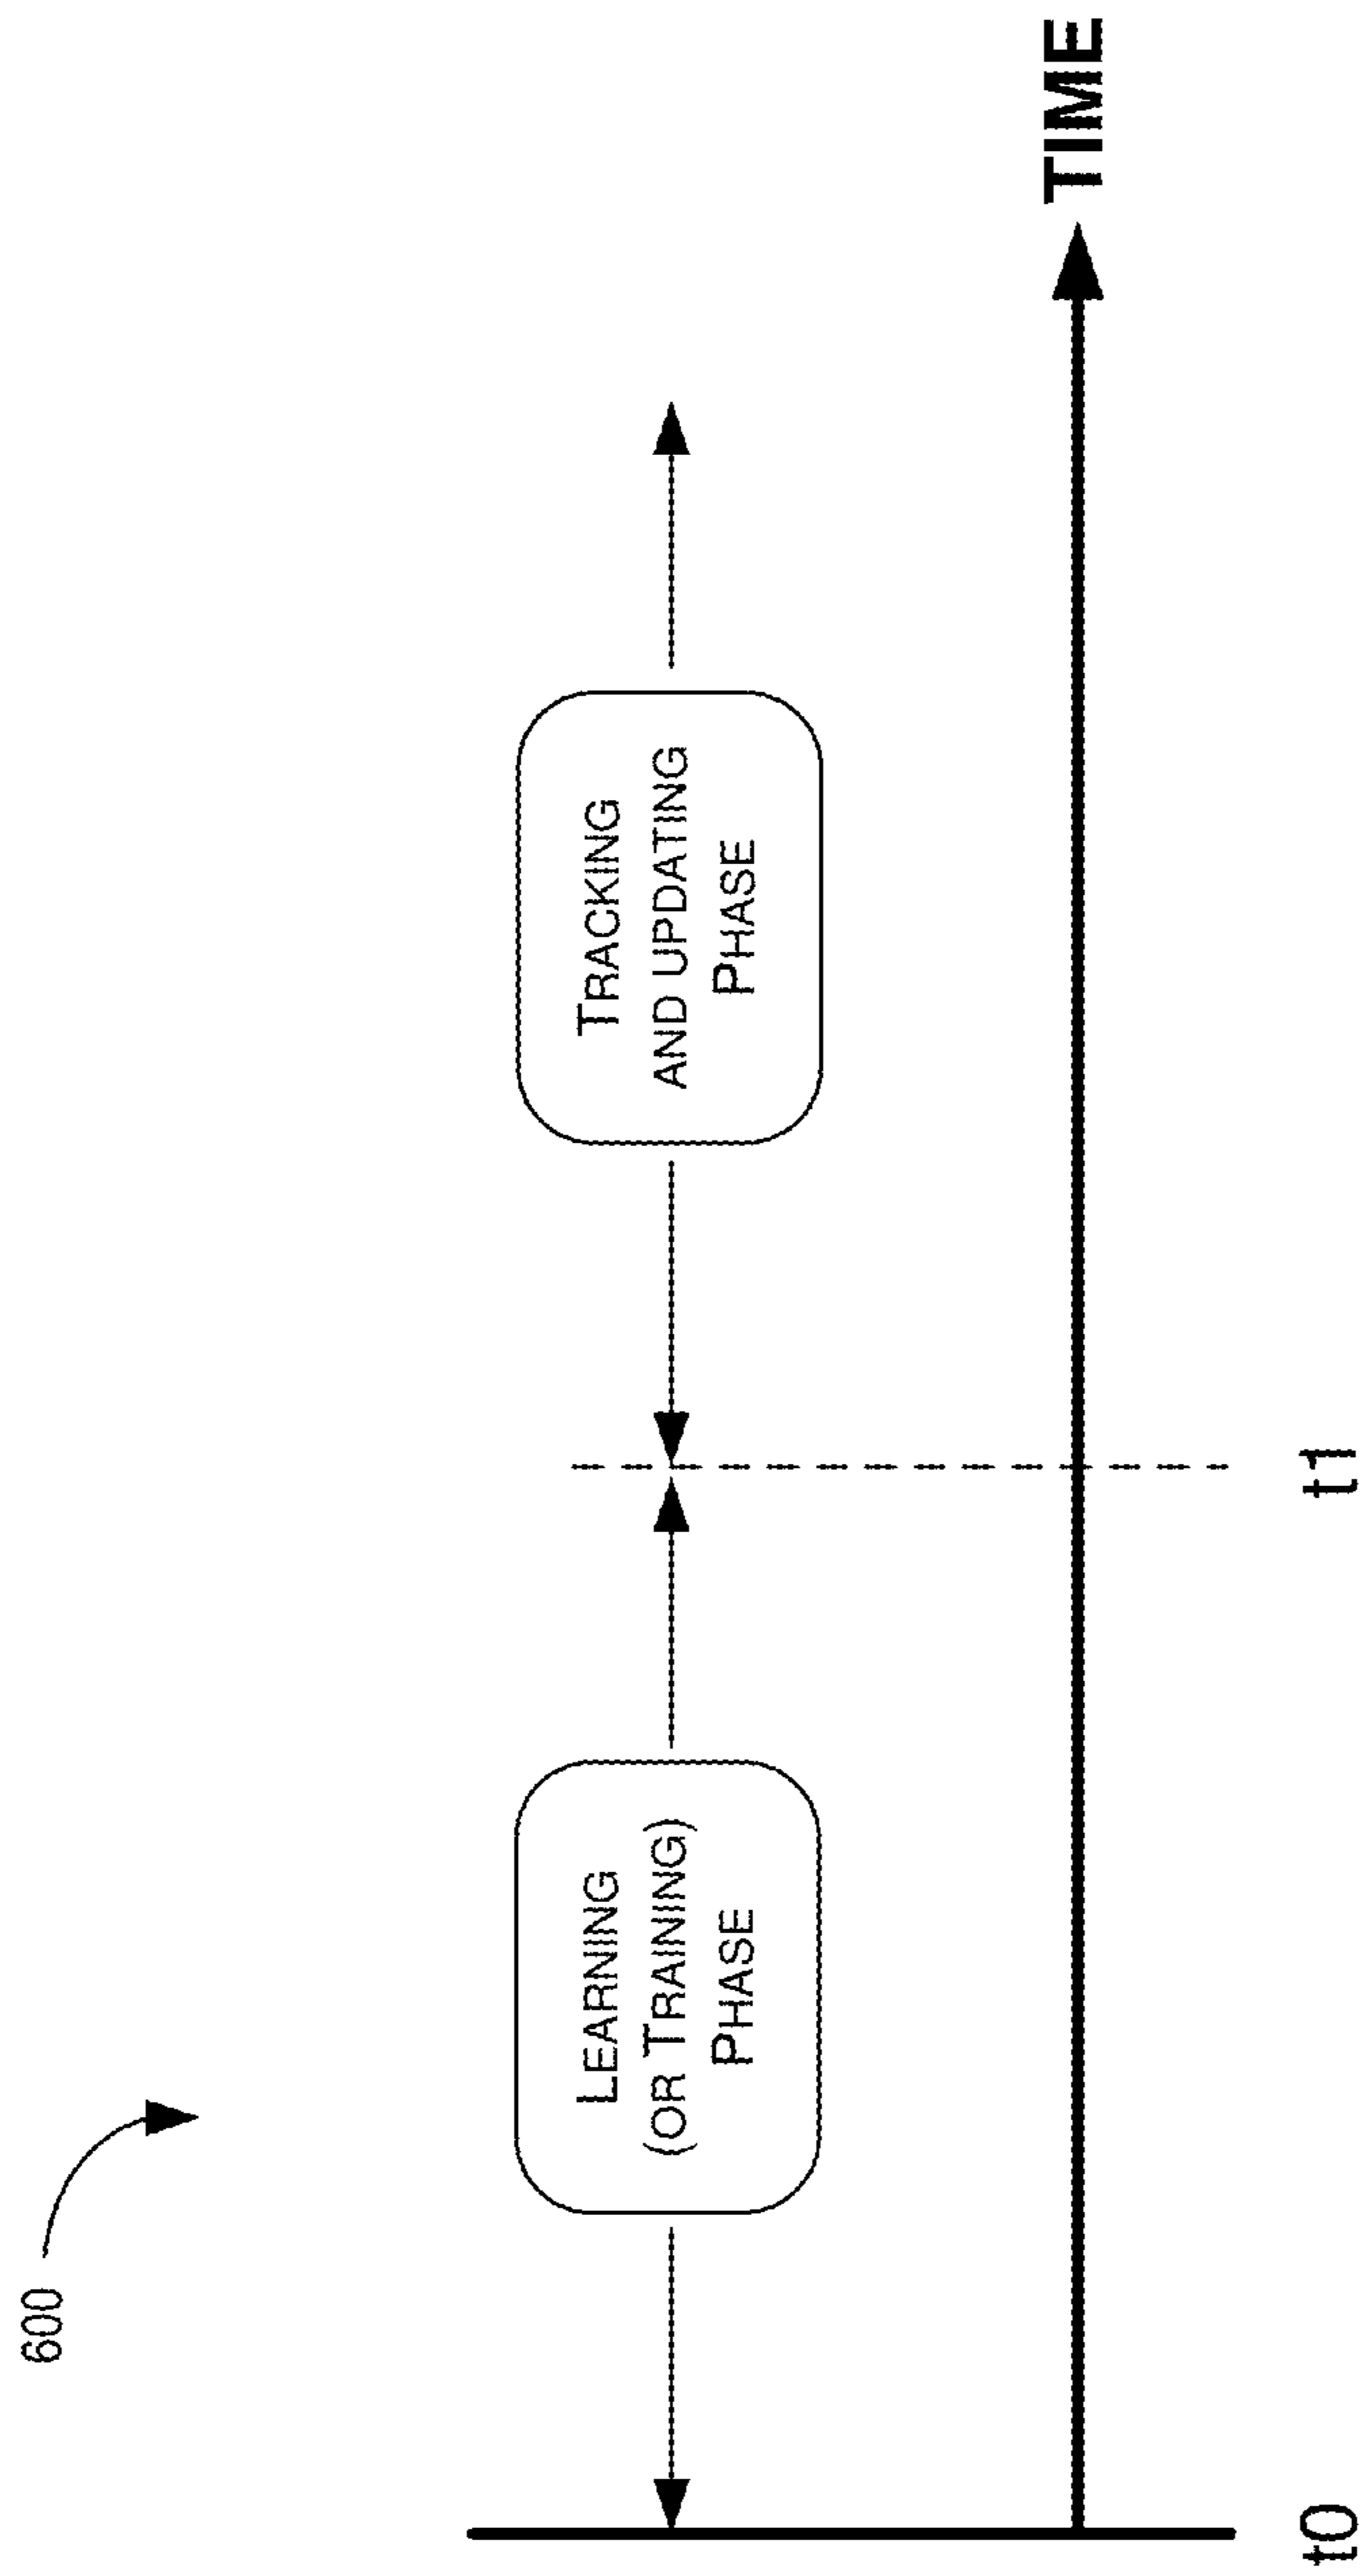 600
LEARNING
(OR TRAINING)
PHASE
TRACKING
AND UPDATING
PHASE
TIME
t0
t1